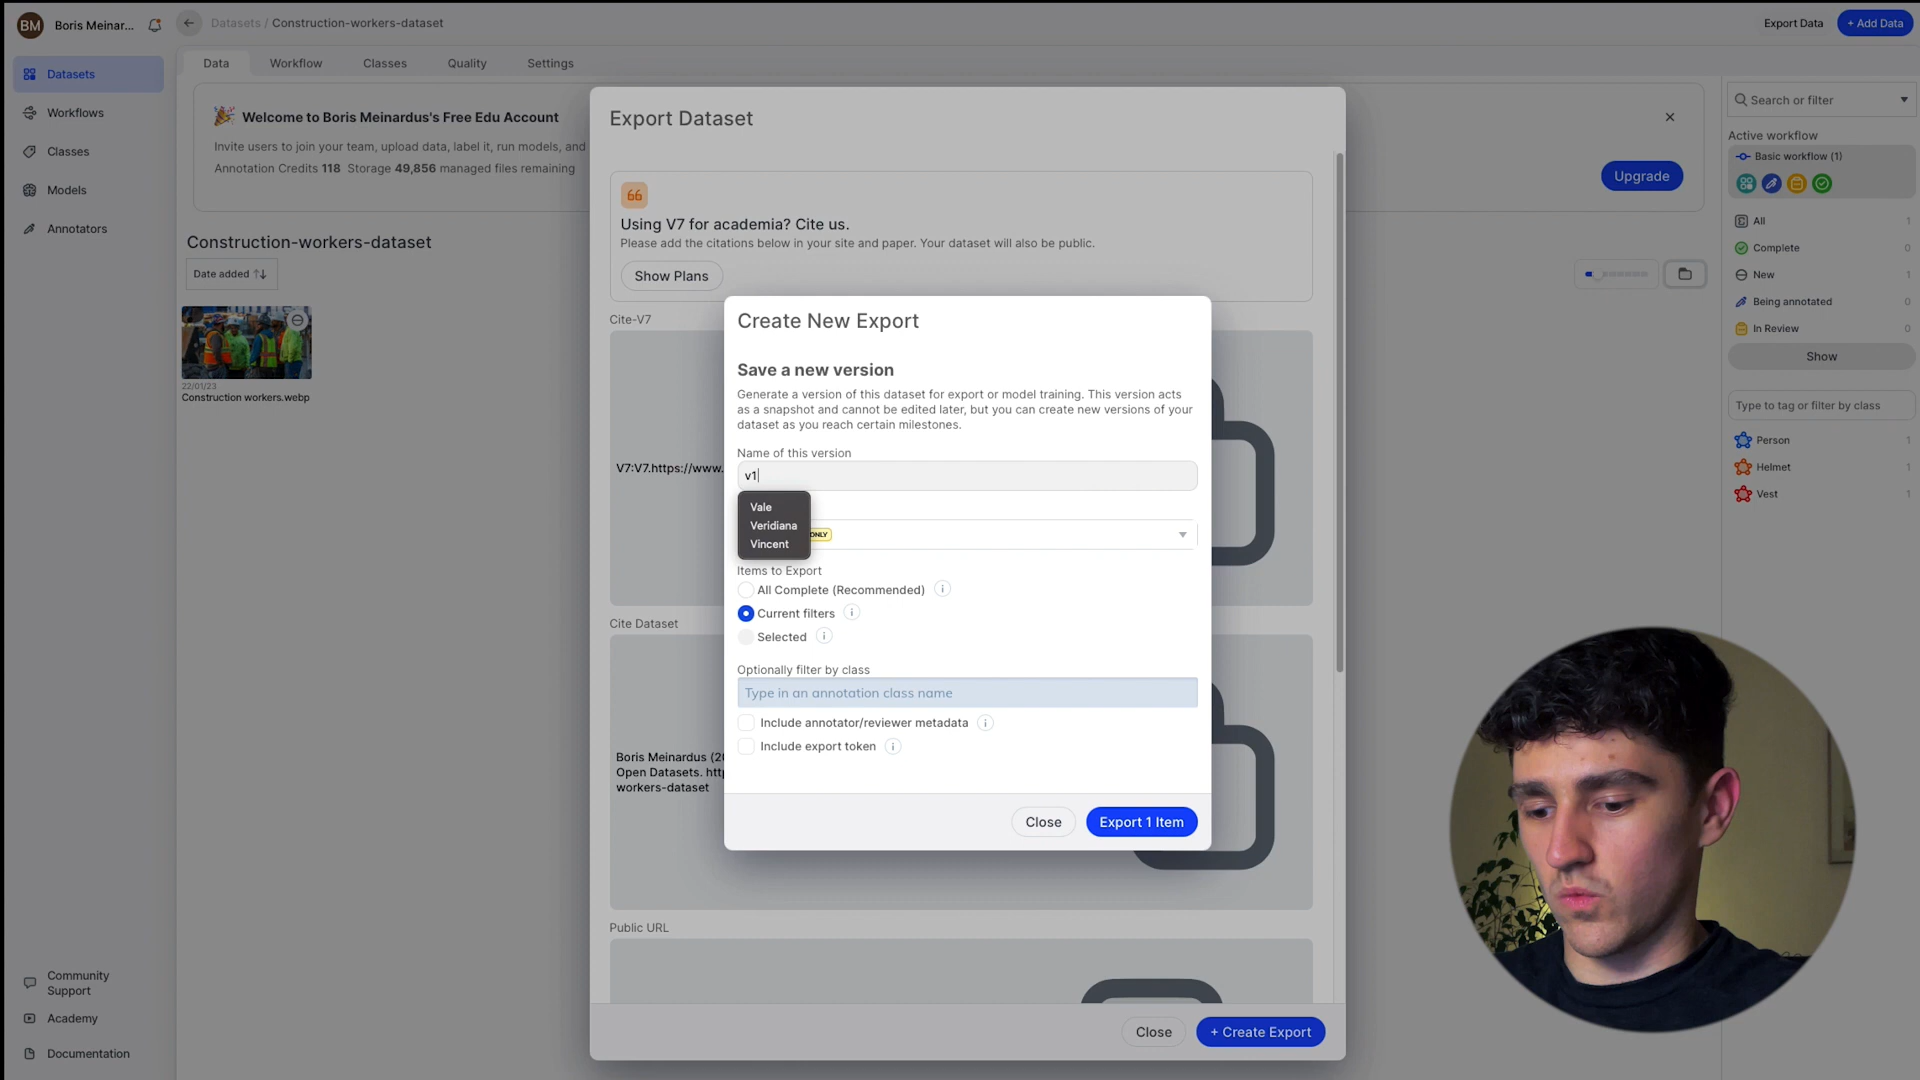 BM
Boris Meinar...
Datasets / Construction-workers-dataset
Export Data
+ Add Data
Datasets
Workflows
Classes
Models
Annotators
Community
Support
Academy
Documentation
Data
Workflow
Classes
Quality
Settings
Welcome to Boris Meinardus's Free Edu Account
Invite users to join your team, upload data, label it, run models, and
Annotation Credits 118 Storage 49,856 managed files remaining
Upgrade
Construction-workers-dataset
Date added
22/01/23
Construction workers.webp
Export Dataset
Using V7 for academia? Cite us.
Please add the citations below in your site and paper. Your dataset will also be public.
Show Plans
Cite-V7
V7:V7.https://www.
Cite Dataset
Boris Meinardus (20
Open Datasets. http
workers-dataset
Public URL
Close
+ Create Export
Create New Export
Save a new version
Generate a version of this dataset for export or model training. This version acts
as a snapshot and cannot be edited later, but you can create new versions of your
dataset as you reach certain milestones.
Name of this version
v1
Vale
Veridiana
Vincent
ONLY
Items to Export
All Complete (Recommended)
Current filters
Selected
Optionally filter by class
Type in an annotation class name
Include annotator/reviewer metadata
Include export token
Close
Export 1 Item
Search or filter
Active workflow
Basic workflow (1)
All 1
Complete 0
New 1
Being annotated 0
In Review 0
Show
Type to tag or filter by class
Person 1
Helmet 1
Vest 1